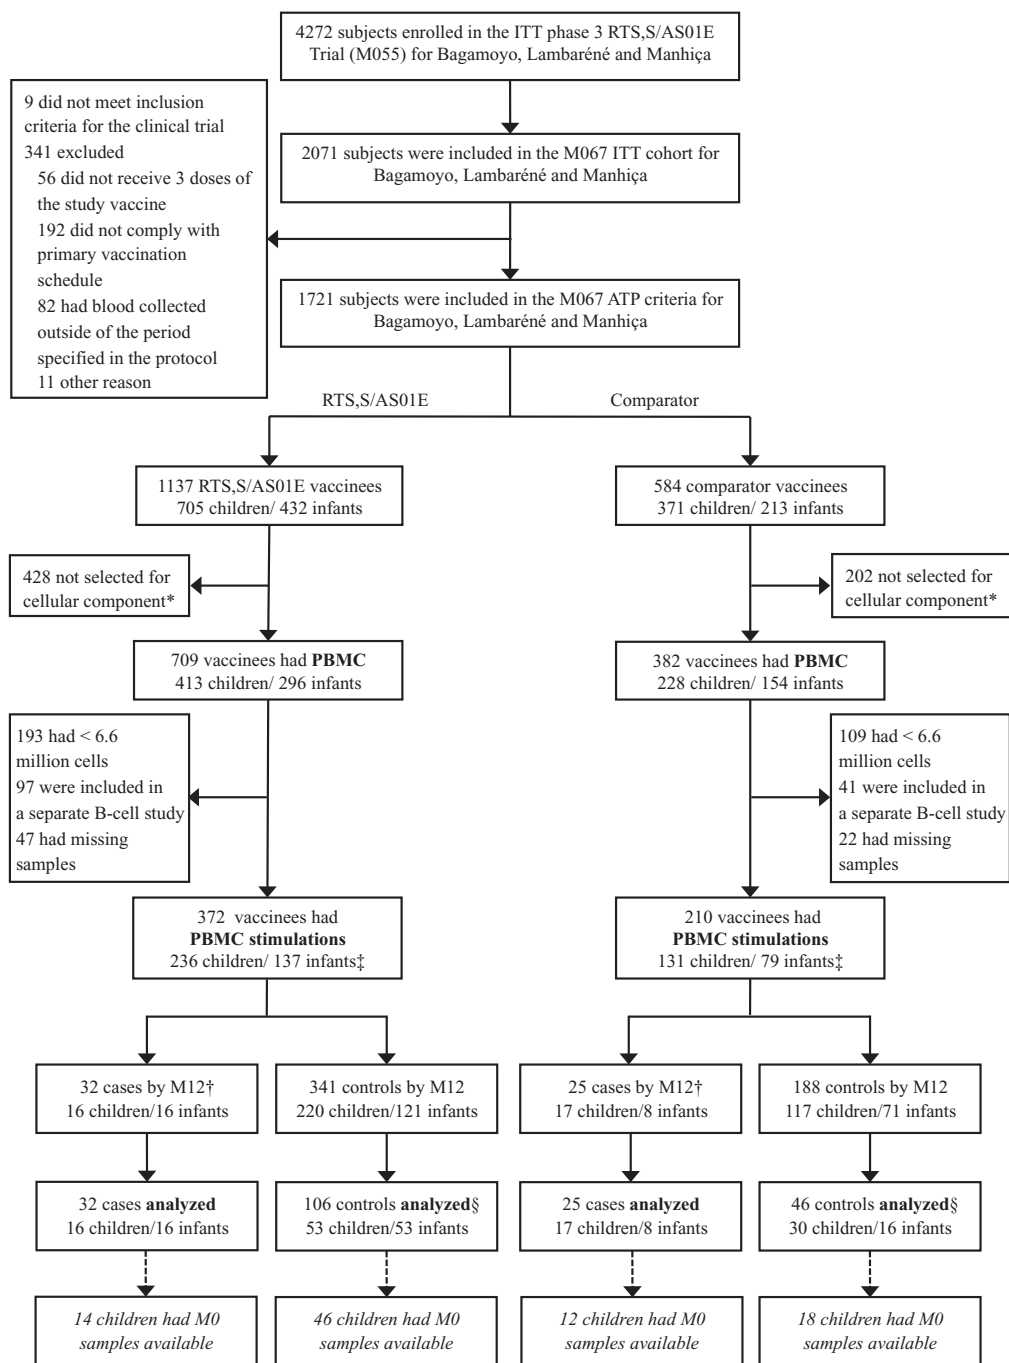 4272 subjects enrolled in the ITT phase 3 RTS,S/AS01E
Trial (M055) for Bagamoyo, Lambaréné and Manhiça
9 did not meet inclusion
criteria for the clinical trial
341 excluded
56 did not receive 3 doses of
the study vaccine
192 did not comply with
primary vaccination
schedule
82 had blood collected
outside of the period
specified in the protocol
11 other reason
2071 subjects were included in the M067 ITT cohort for
Bagamoyo, Lambaréné and Manhiça
1721 subjects were included in the M067 ATP criteria for
Bagamoyo, Lambaréné and Manhiça
RTS,S/AS01E
Comparator
1137 RTS,S/AS01E vaccinees
705 children/ 432 infants
584 comparator vaccinees
371 children/ 213 infants
428 not selected for
cellular component*
202 not selected for
cellular component*
709 vaccinees had PBMC
413 children/ 296 infants
382 vaccinees had PBMC
228 children/ 154 infants
193 had < 6.6
million cells
97 were included in
a separate B-cell study
47 had missing
samples
109 had < 6.6
million cells
41 were included in
a separate B-cell study
22 had missing
samples
372 vaccinees had
PBMC stimulations
236 children/ 137 infants‡
210 vaccinees had
PBMC stimulations
131 children/ 79 infants‡
32 cases by M12†
16 children/16 infants
341 controls by M12
220 children/121 infants
25 cases by M12†
17 children/8 infants
188 controls by M12
117 children/71 infants
32 cases analyzed
16 children/16 infants
106 controls analyzed§
53 children/53 infants
25 cases analyzed
17 children/8 infants
46 controls analyzed§
30 children/16 infants
14 children had M0
samples available
46 children had M0
samples available
12 children had M0
samples available
18 children had M0
samples available